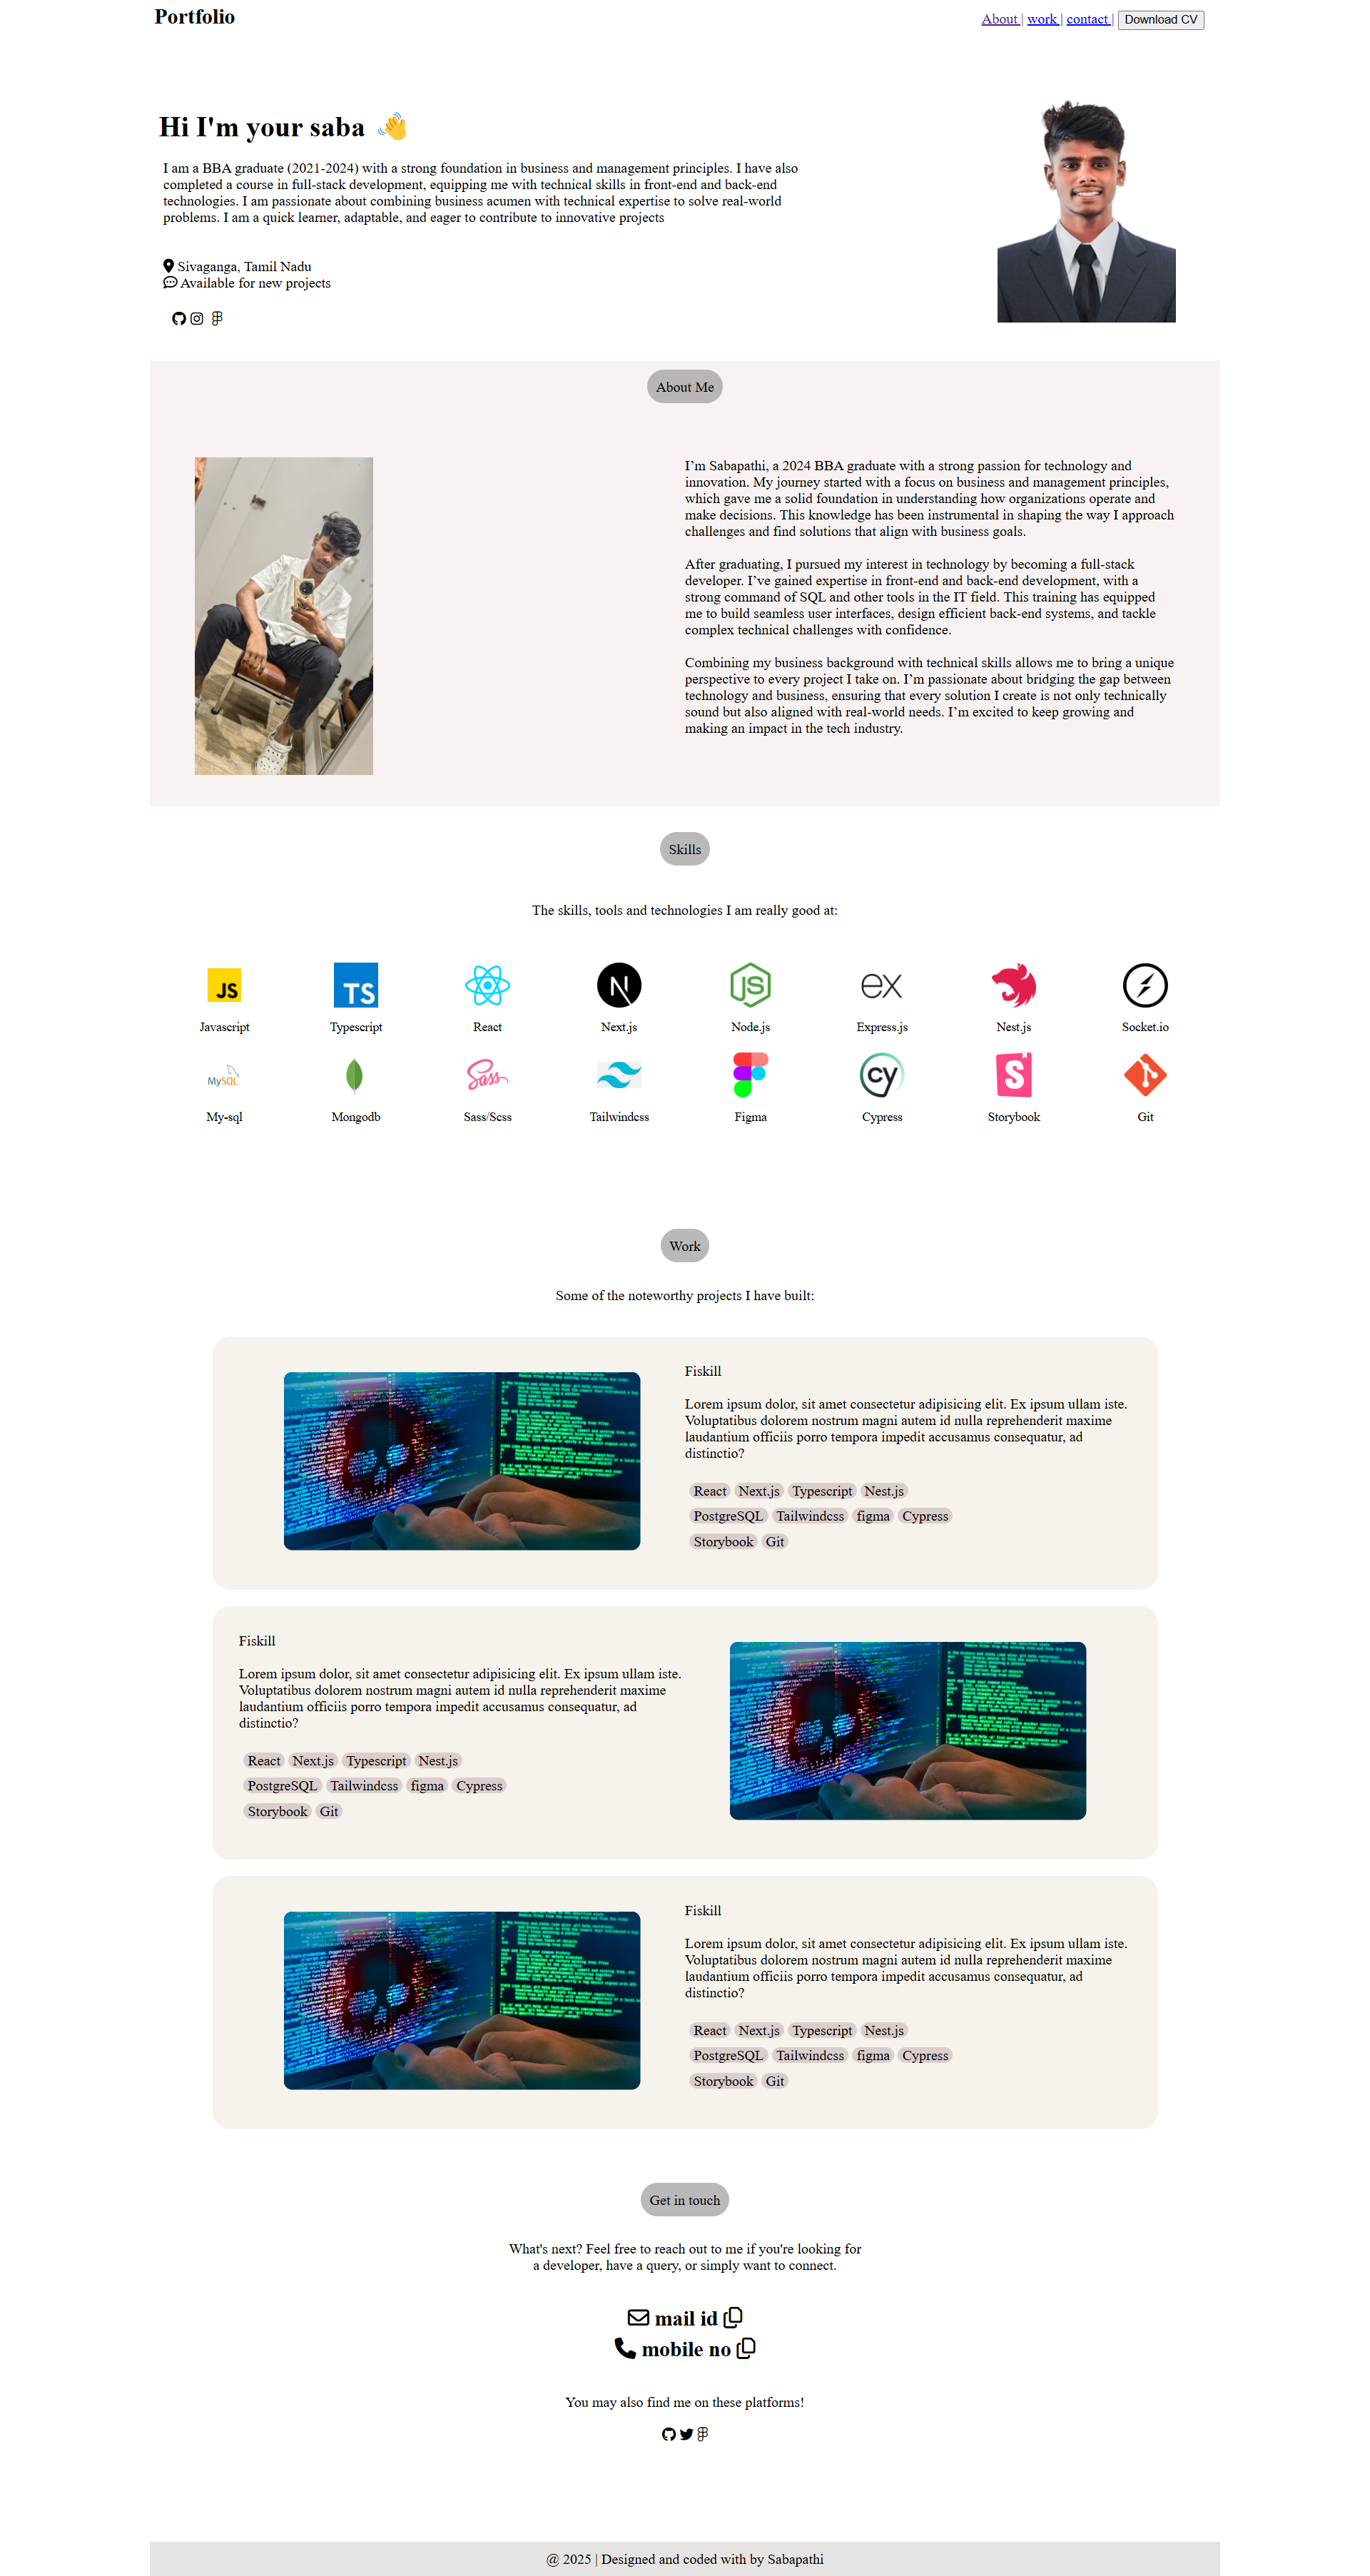 Portfolio
About | work | contact | Download CV
Hi I'm your saba
I am a BBA graduate (2021-2024) with a strong foundation in business and management principles. I have also
completed a course in full-stack development, equipping me with technical skills in front-end and back-end
technologies. I am passionate about combining business acumen with technical expertise to solve real-world
problems. I am a quick learner, adaptable, and eager to contribute to innovative projects
Sivaganga, Tamil Nadu
Available for new projects
About Me
I’m Sabapathi, a 2024 BBA graduate with a strong passion for technology and
innovation. My journey started with a focus on business and management principles,
which gave me a solid foundation in understanding how organizations operate and
make decisions. This knowledge has been instrumental in shaping the way I approach
challenges and find solutions that align with business goals.
After graduating, I pursued my interest in technology by becoming a full-stack
developer. I’ve gained expertise in front-end and back-end development, with a
strong command of SQL and other tools in the IT field. This training has equipped
me to build seamless user interfaces, design efficient back-end systems, and tackle
complex technical challenges with confidence.
Combining my business background with technical skills allows me to bring a unique
perspective to every project I take on. I’m passionate about bridging the gap between
technology and business, ensuring that every solution I create is not only technically
sound but also aligned with real-world needs. I’m excited to keep growing and
making an impact in the tech industry.
Skills
The skills, tools and technologies I am really good at:
JS TS N JS ex
Javascript Typescript React Next.js Node.js Express.js Nest.js Socket.io
MySQL Sass cy S
My-sql Mongodb Sass/Scss Tailwindcss Figma Cypress Storybook Git
Work
Some of the noteworthy projects I have built:
Fiskill
Lorem ipsum dolor, sit amet consectetur adipisicing elit. Ex ipsum ullam iste.
Voluptatibus dolorem nostrum magni autem id nulla reprehenderit maxime
laudantium officiis porro tempora impedit accusamus consequatur, ad
distinctio?
React Next.js Typescript Nest.js
PostgreSQL Tailwindcss figma Cypress
Storybook Git
Fiskill
Lorem ipsum dolor, sit amet consectetur adipisicing elit. Ex ipsum ullam iste.
Voluptatibus dolorem nostrum magni autem id nulla reprehenderit maxime
laudantium officiis porro tempora impedit accusamus consequatur, ad
distinctio?
React Next.js Typescript Nest.js
PostgreSQL Tailwindcss figma Cypress
Storybook Git
Fiskill
Lorem ipsum dolor, sit amet consectetur adipisicing elit. Ex ipsum ullam iste.
Voluptatibus dolorem nostrum magni autem id nulla reprehenderit maxime
laudantium officiis porro tempora impedit accusamus consequatur, ad
distinctio?
React Next.js Typescript Nest.js
PostgreSQL Tailwindcss figma Cypress
Storybook Git
Get in touch
What's next? Feel free to reach out to me if you're looking for
a developer, have a query, or simply want to connect.
mail id
mobile no
You may also find me on these platforms!
@ 2025 | Designed and coded with by Sabapathi